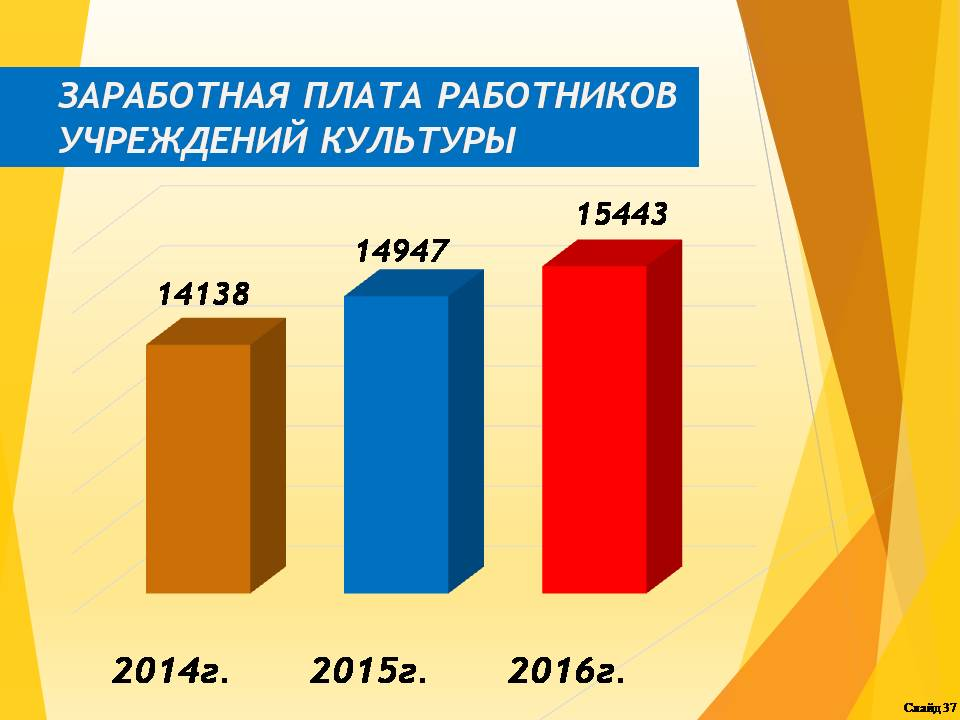 ЗАРАБОТНАЯ ПЛАТА РАБОТНИКОВ
УЧРЕЖДЕНИЙ КУЛЬТУРЫ
15443
14947
14138
2014г. 2015г. 2016г.
Слайд 37